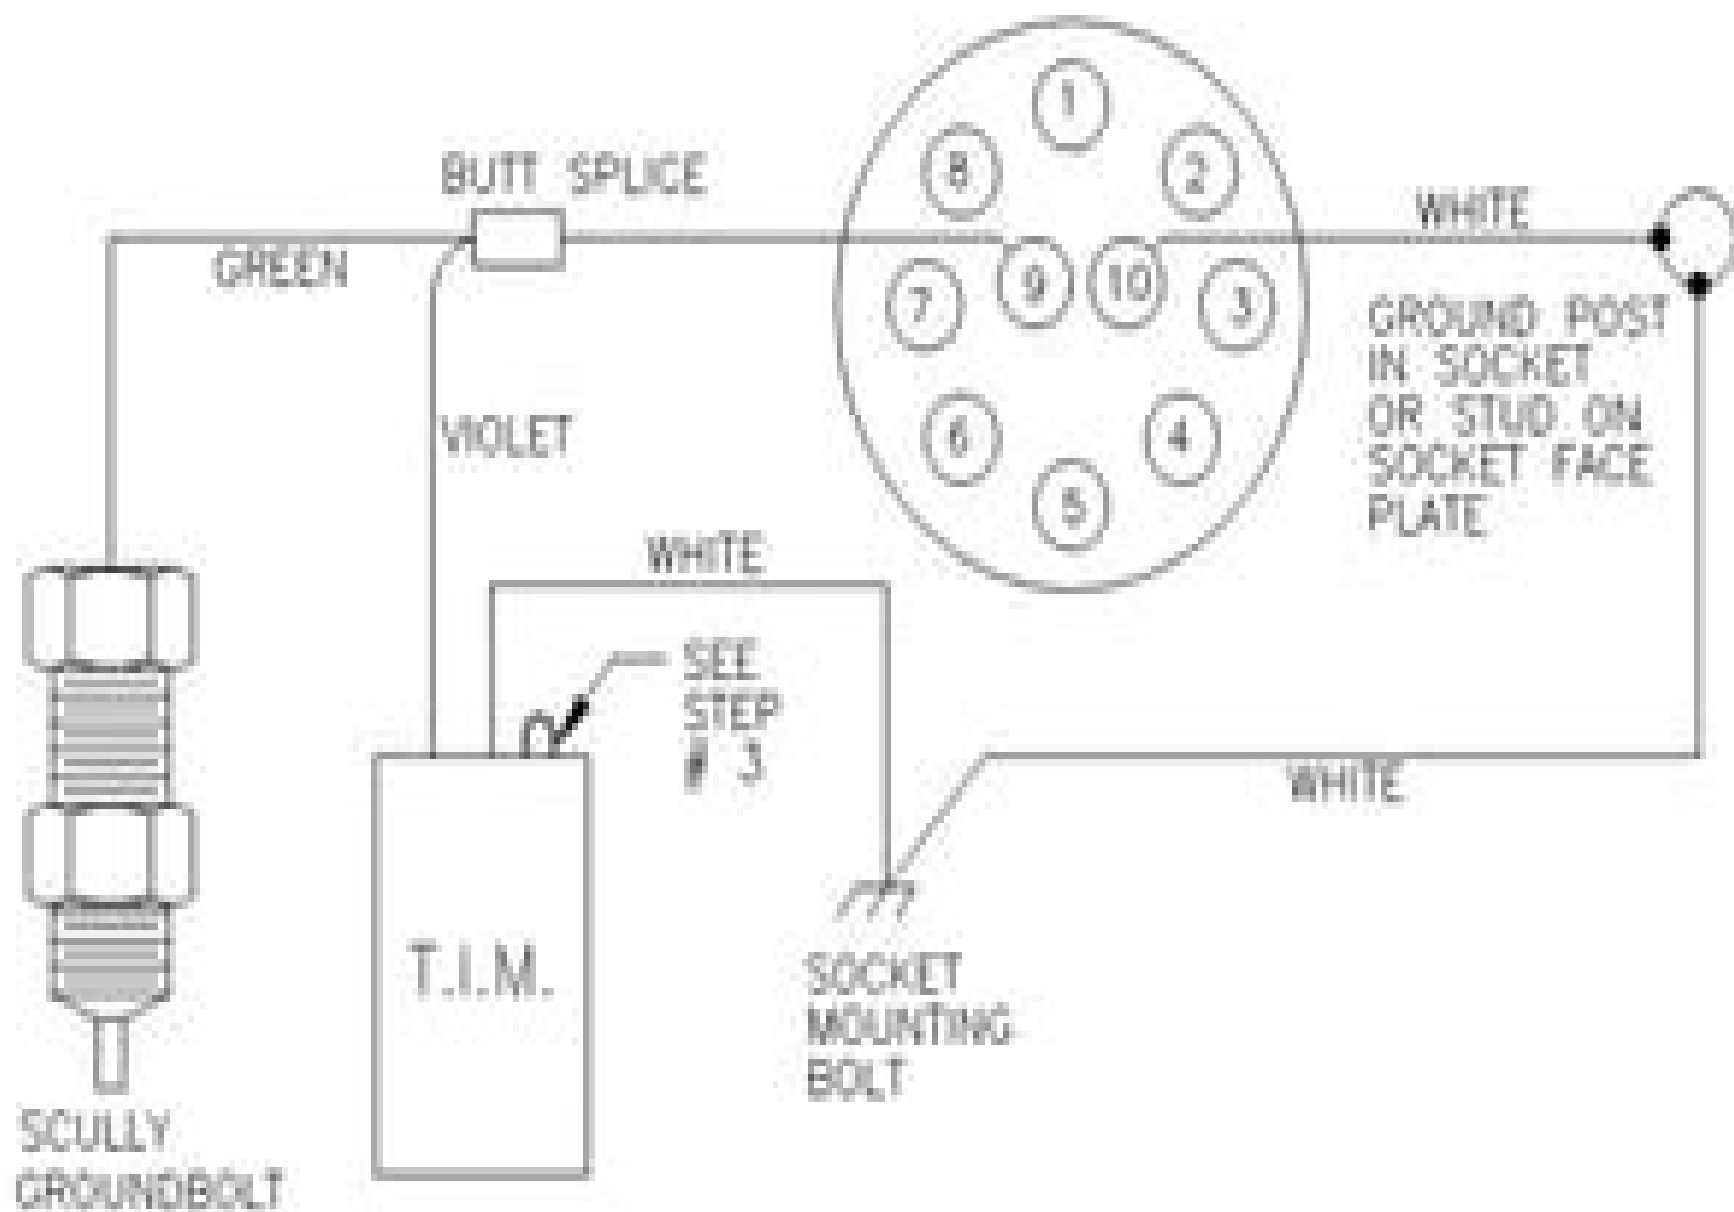 1
BUTT SPLICE
8
2
WHITE
GREEN
9
10
7
3
GROUND POST
IN SOCKET
OR STUD ON
SOCKET FACE
PLATE
VIOLET
6
4
5
WHITE
SEE
STEP
# 3
WHITE
T.I.M.
SOCKET
MOUNTING
BOLT
SCULLY
GROUNDBOLT